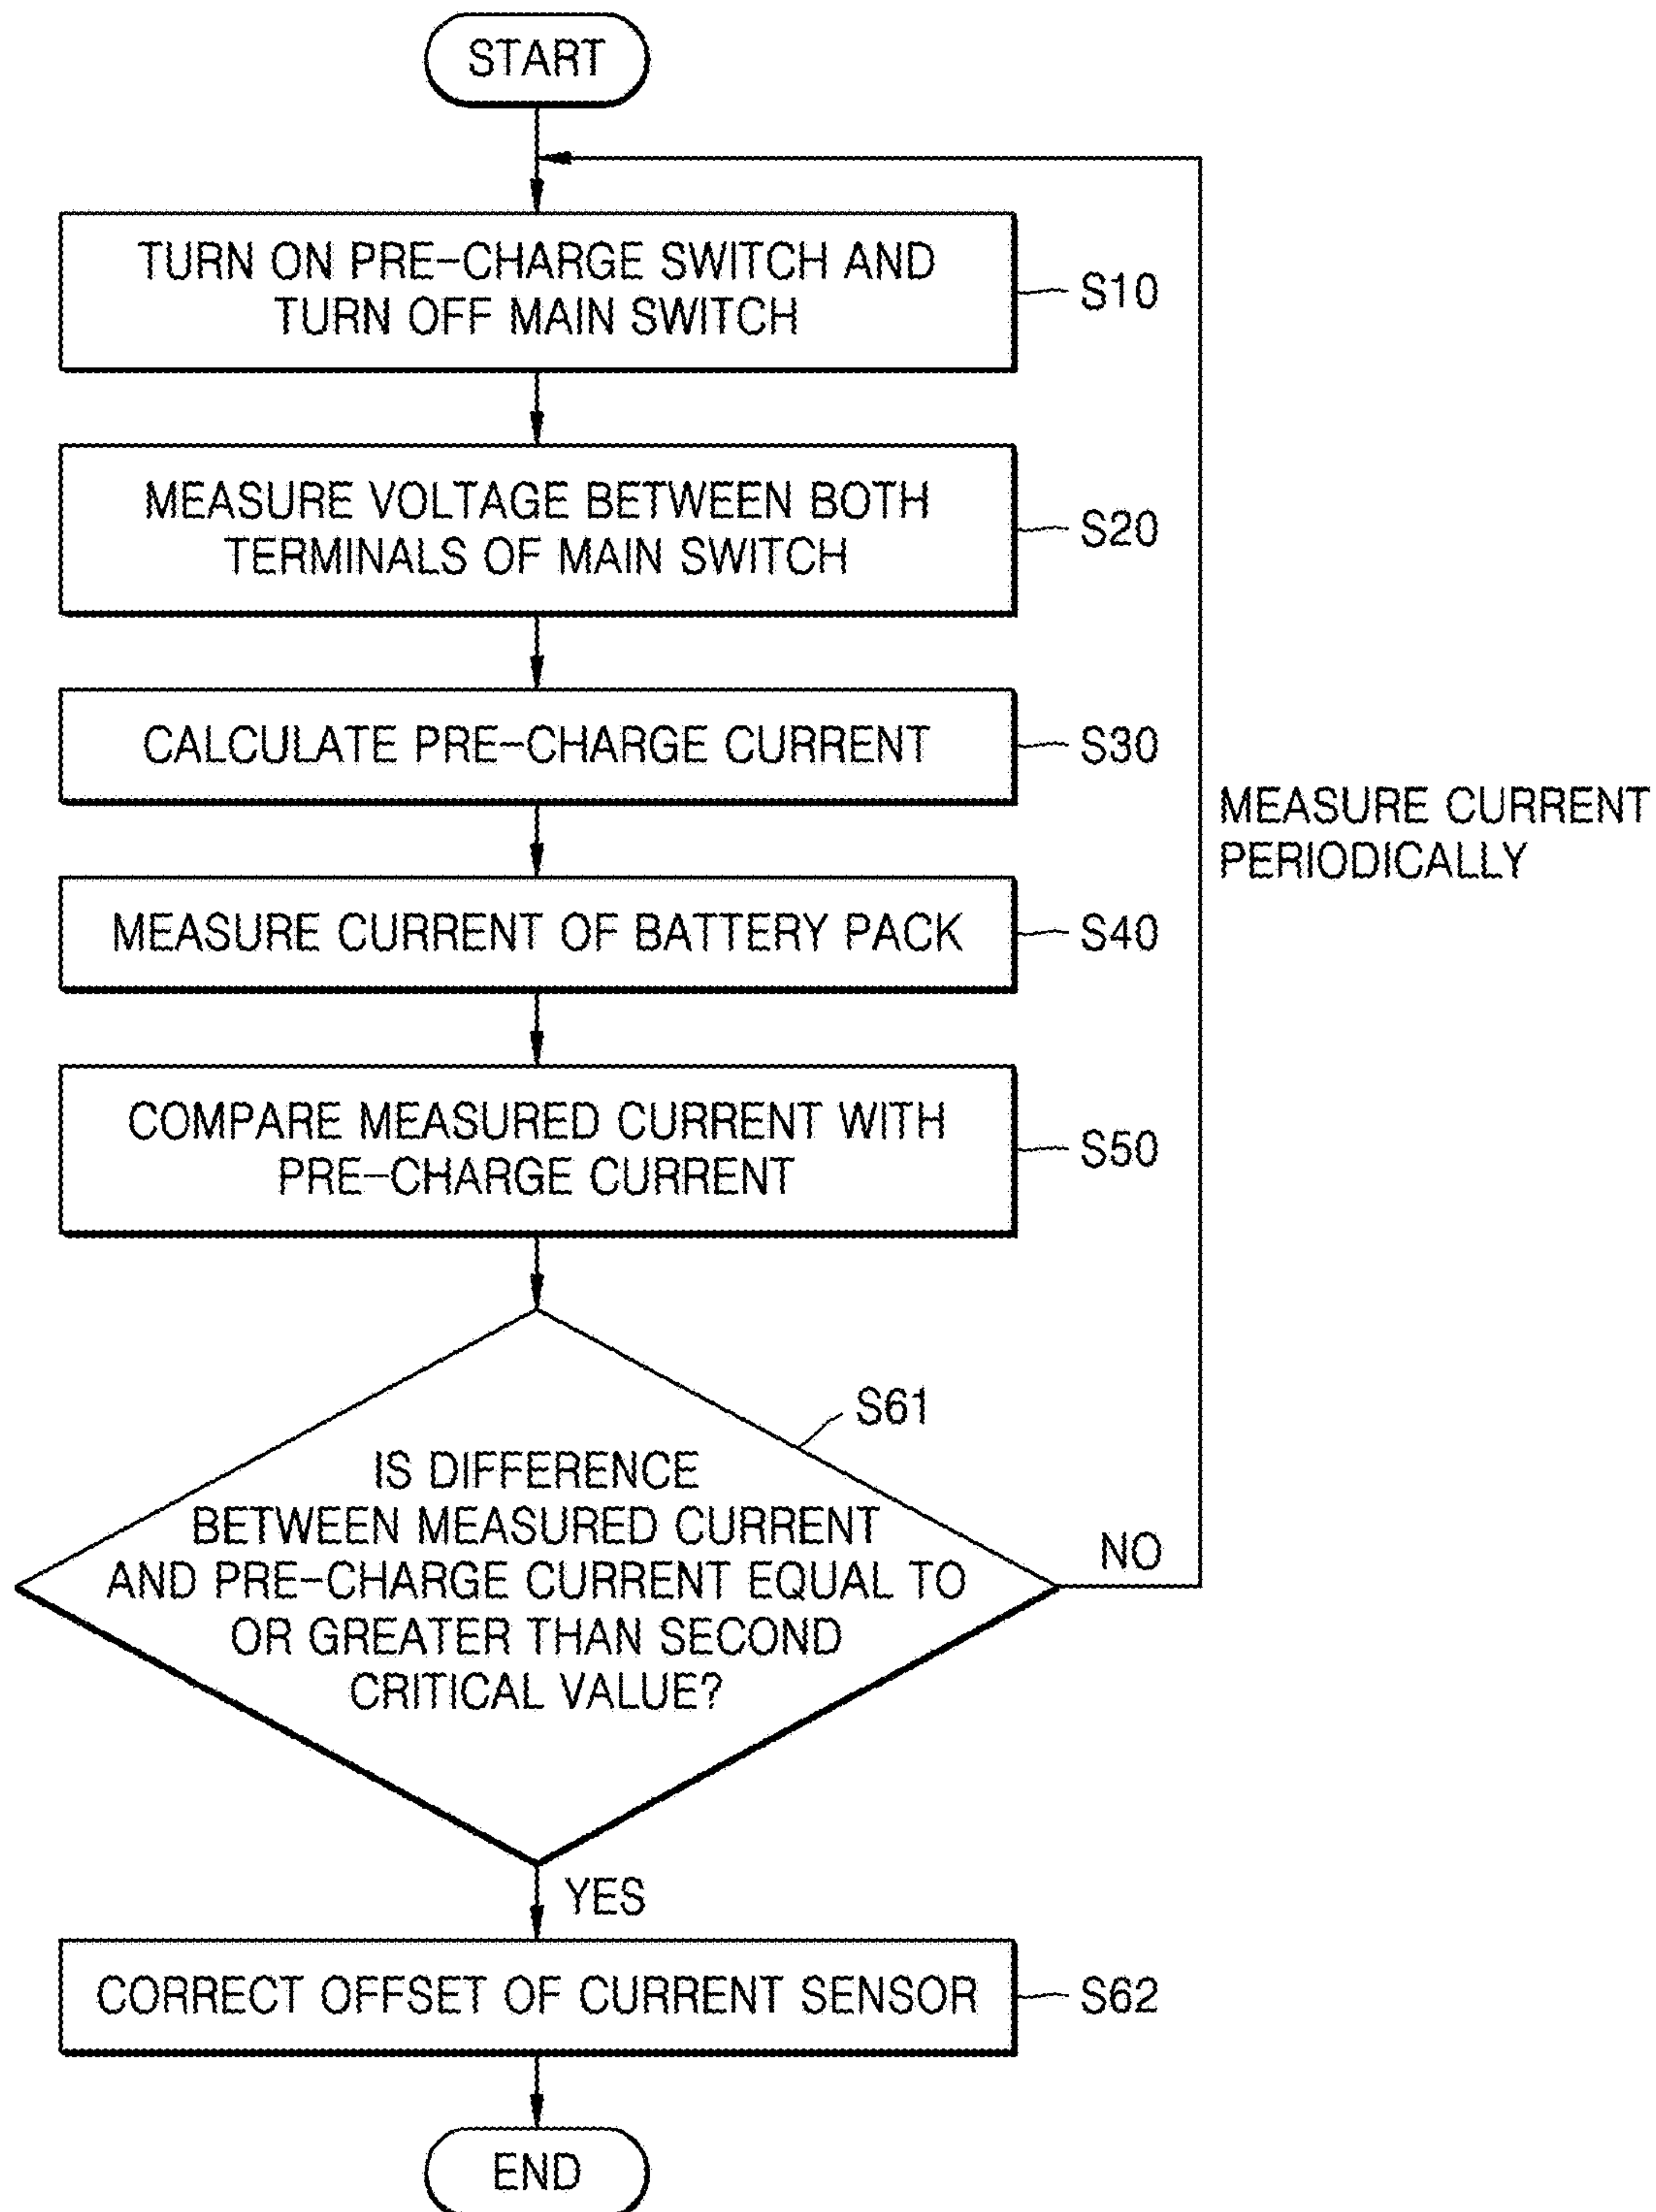 START
TURN ON PRE-CHARGE SWITCH AND
TURN OFF MAIN SWITCH
S10
MEASURE VOLTAGE BETWEEN BOTH
TERMINALS OF MAIN SWITCH
S20
CALCULATE PRE-CHARGE CURRENT
S30
MEASURE CURRENT
PERIODICALLY
MEASURE CURRENT OF BATTERY PACK
S40
COMPARE MEASURED CURRENT WITH
PRE-CHARGE CURRENT
S50
S61
IS DIFFERENCE
BETWEEN MEASURED CURRENT
AND PRE-CHARGE CURRENT EQUAL TO
OR GREATER THAN SECOND
CRITICAL VALUE?
NO
YES
CORRECT OFFSET OF CURRENT SENSOR
S62
END